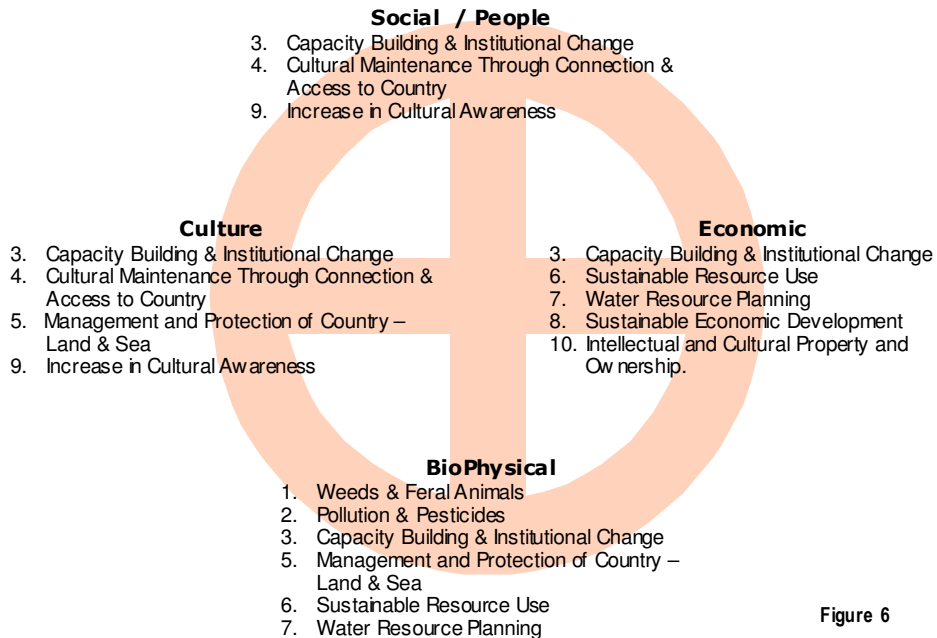 Social / People
3. Capacity Building & Institutional Change
4. Cultural Maintenance Through Connection &
Access to Country
9. Increase in Cultural Awareness
Culture
3. Capacity Building & Institutional Change
4. Cultural Maintenance Through Connection &
Access to Country
5. Management and Protection of Country –
Land & Sea
9. Increase in Cultural Awareness
Economic
3. Capacity Building & Institutional Change
6. Sustainable Resource Use
7. Water Resource Planning
8. Sustainable Economic Development
10. Intellectual and Cultural Property and
Ownership.
BioPhysical
1. Weeds & Feral Animals
2. Pollution & Pesticides
3. Capacity Building & Institutional Change
5. Management and Protection of Country –
Land & Sea
6. Sustainable Resource Use
7. Water Resource Planning
Figure 6